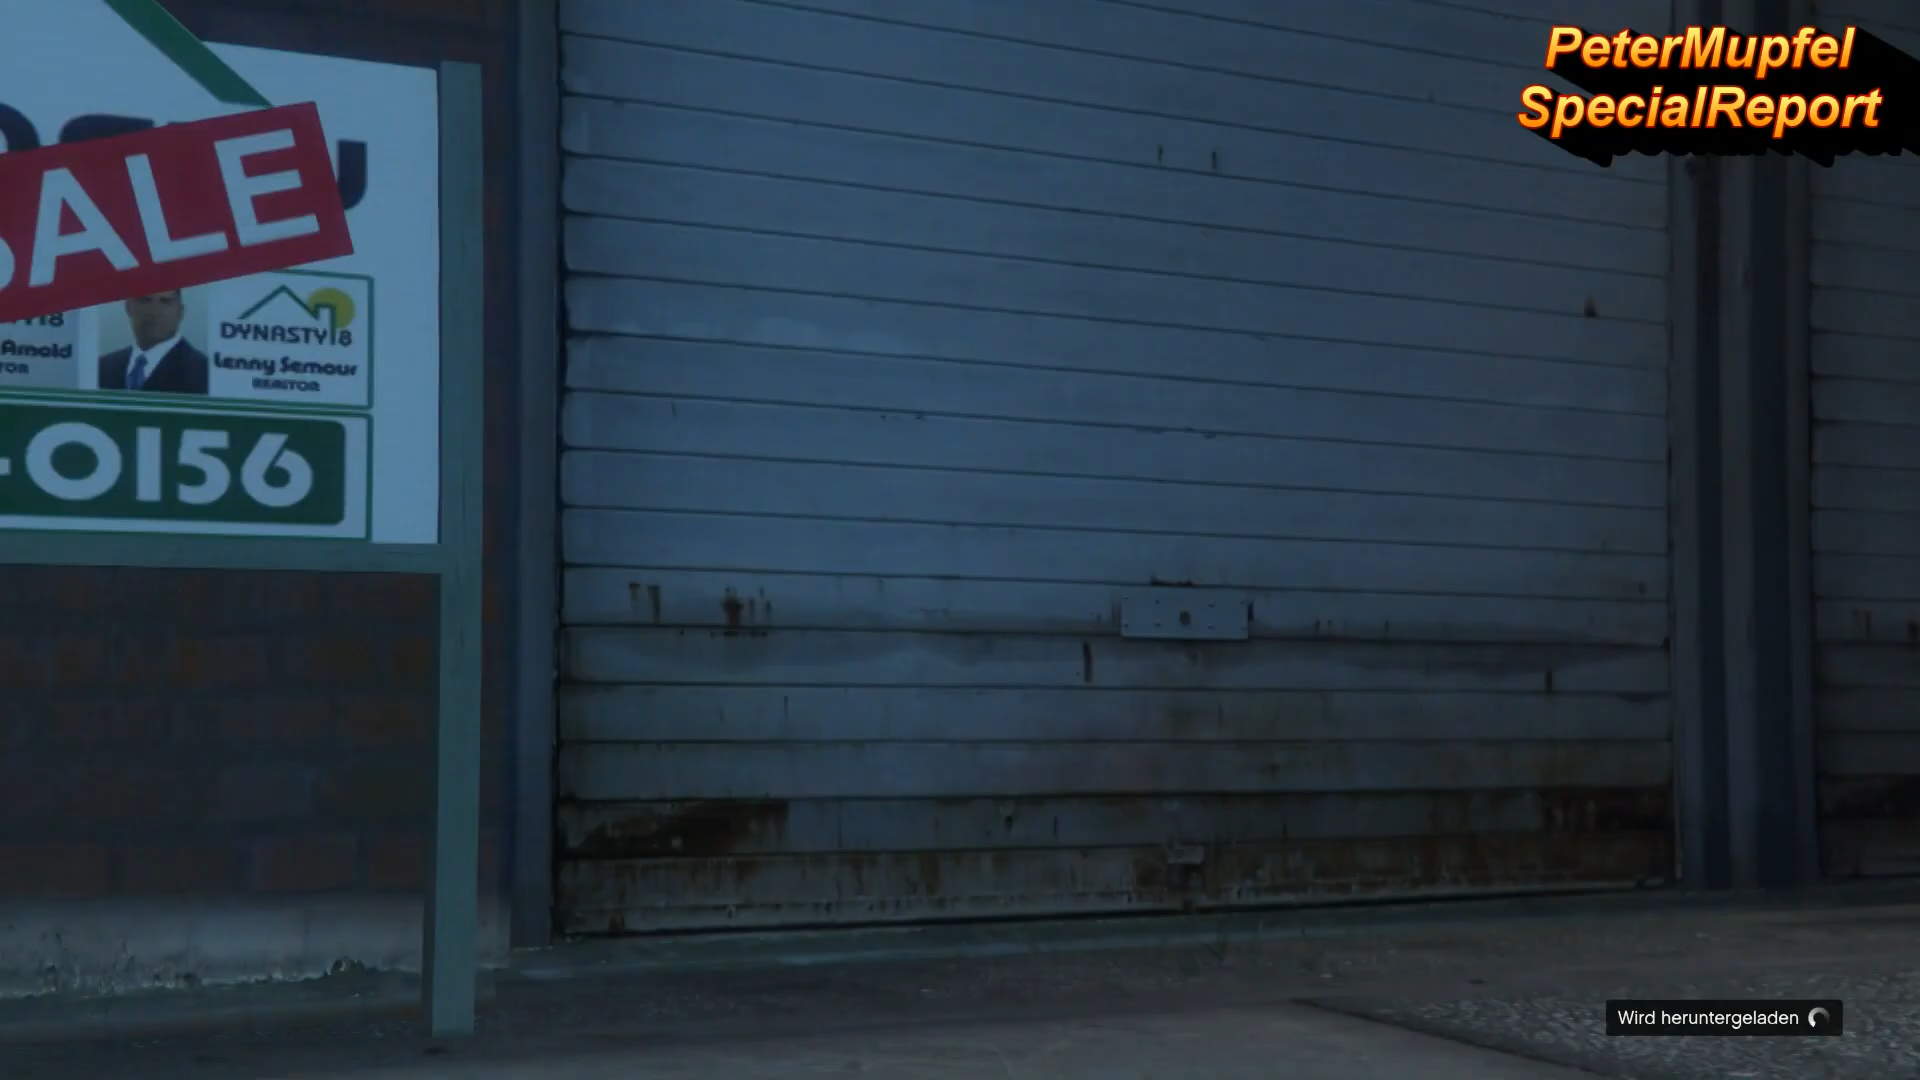 PeterMupfel
SpecialReport
SALE
Arnold
DYNASTY 8
Lenny Semour
REALTOR
-0156
Wird heruntergeladen